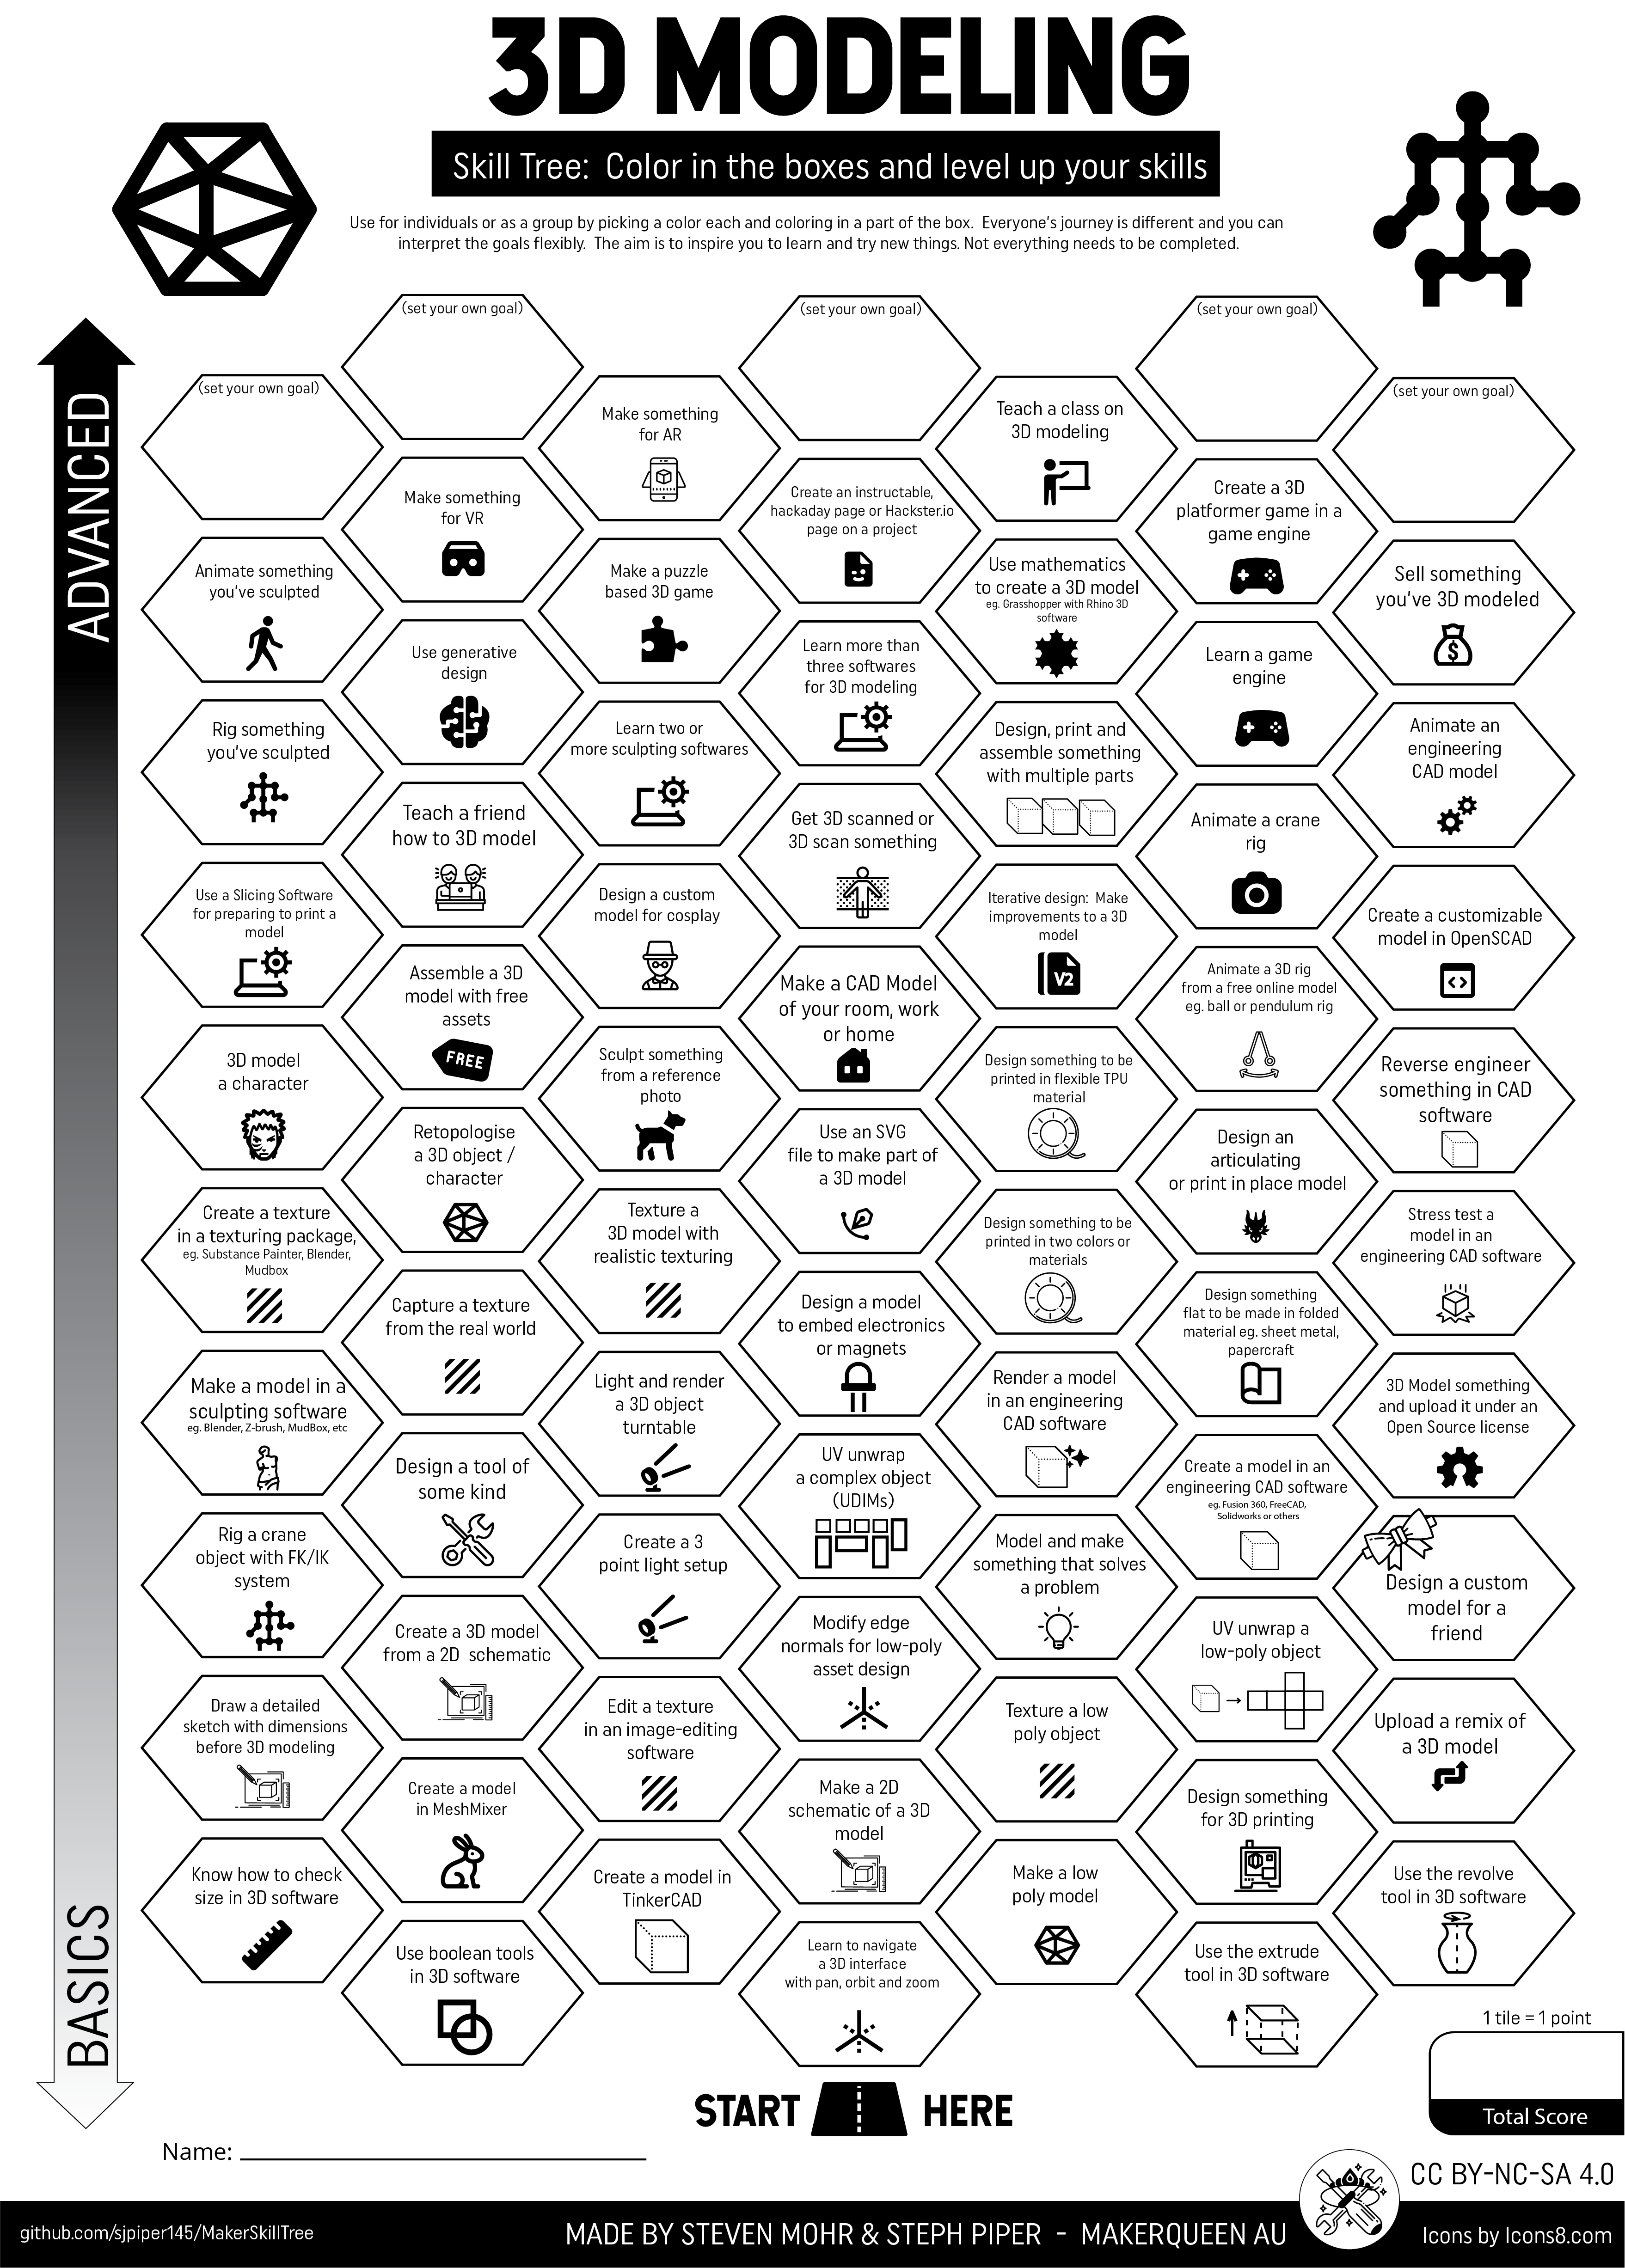 3D MODELING
Skill Tree:  Color in the boxes and level up your skills
Use for individuals or as a group by picking a color each and coloring in a part of the box.  Everyone's journey is different and you can
interpret the goals flexibly.  The aim is to inspire you to learn and try new things. Not everything needs to be completed.
ADVANCED
BASICS
(set your own goal)
(set your own goal)
(set your own goal)
(set your own goal)
(set your own goal)
Make something
for AR
Teach a class on
3D modeling
Make something
for VR
Create an instructable,
hackaday page or Hackster.io
page on a project
Create a 3D
platformer game in a
game engine
Animate something
you've sculpted
Make a puzzle
based 3D game
Use mathematics
to create a 3D model
eg. Grasshopper with Rhino 3D
software
Sell something
you've 3D modeled
Use generative
design
Learn more than
three softwares
for 3D modeling
Learn a game
engine
Rig something
you've sculpted
Learn two or
more sculpting softwares
Design, print and
assemble something
with multiple parts
Animate an
engineering
CAD model
Teach a friend
how to 3D model
Get 3D scanned or
3D scan something
Animate a crane
rig
Use a Slicing Software
for preparing to print a
model
Design a custom
model for cosplay
Iterative design:  Make
improvements to a 3D
model
V2
Create a customizable
model in OpenSCAD
Assemble a 3D
model with free
assets
FREE
Make a CAD Model
of your room, work
or home
Animate a 3D rig
from a free online model
eg. ball or pendulum rig
3D model
a character
Sculpt something
from a reference
photo
Design something to be
printed in flexible TPU
material
Reverse engineer
something in CAD
software
Retopologise
a 3D object /
character
Use an SVG
file to make part of
a 3D model
Design an
articulating
or print in place model
Create a texture
in a texturing package,
eg. Substance Painter, Blender,
Mudbox
Texture a
3D model with
realistic texturing
Design something to be
printed in two colors or
materials
Stress test a
model in an
engineering CAD software
Capture a texture
from the real world
Design a model
to embed electronics
or magnets
Design something
flat to be made in folded
material eg. sheet metal,
papercraft
Make a model in a
sculpting software
eg. Blender, Z-brush, MudBox, etc
Light and render
a 3D object
turntable
Render a model
in an engineering
CAD software
3D Model something
and upload it under an
Open Source license
Design a tool of
some kind
UV unwrap
a complex object
(UDIMs)
Create a model in an
engineering CAD software
eg. Fusion 360, FreeCAD,
Solidworks or others
Rig a crane
object with FK/IK
system
Create a 3
point light setup
Model and make
something that solves
a problem
Design a custom
model for a
friend
Create a 3D model
from a 2D  schematic
Modify edge
normals for low-poly
asset design
UV unwrap a
low-poly object
Draw a detailed
sketch with dimensions
before 3D modeling
Edit a texture
in an image-editing
software
Texture a low
poly object
Upload a remix of
a 3D model
Create a model
in MeshMixer
Make a 2D
schematic of a 3D
model
Design something
for 3D printing
Know how to check
size in 3D software
Create a model in
TinkerCAD
Make a low
poly model
Use the revolve
tool in 3D software
Use boolean tools
in 3D software
Learn to navigate
a 3D interface
with pan, orbit and zoom
Use the extrude
tool in 3D software
START HERE
1 tile = 1 point
Total Score
Name:
CC BY-NC-SA 4.0
github.com/sjpiper145/MakerSkillTree
MADE BY STEVEN MOHR & STEPH PIPER  -  MAKERQUEEN AU
Icons by Icons8.com